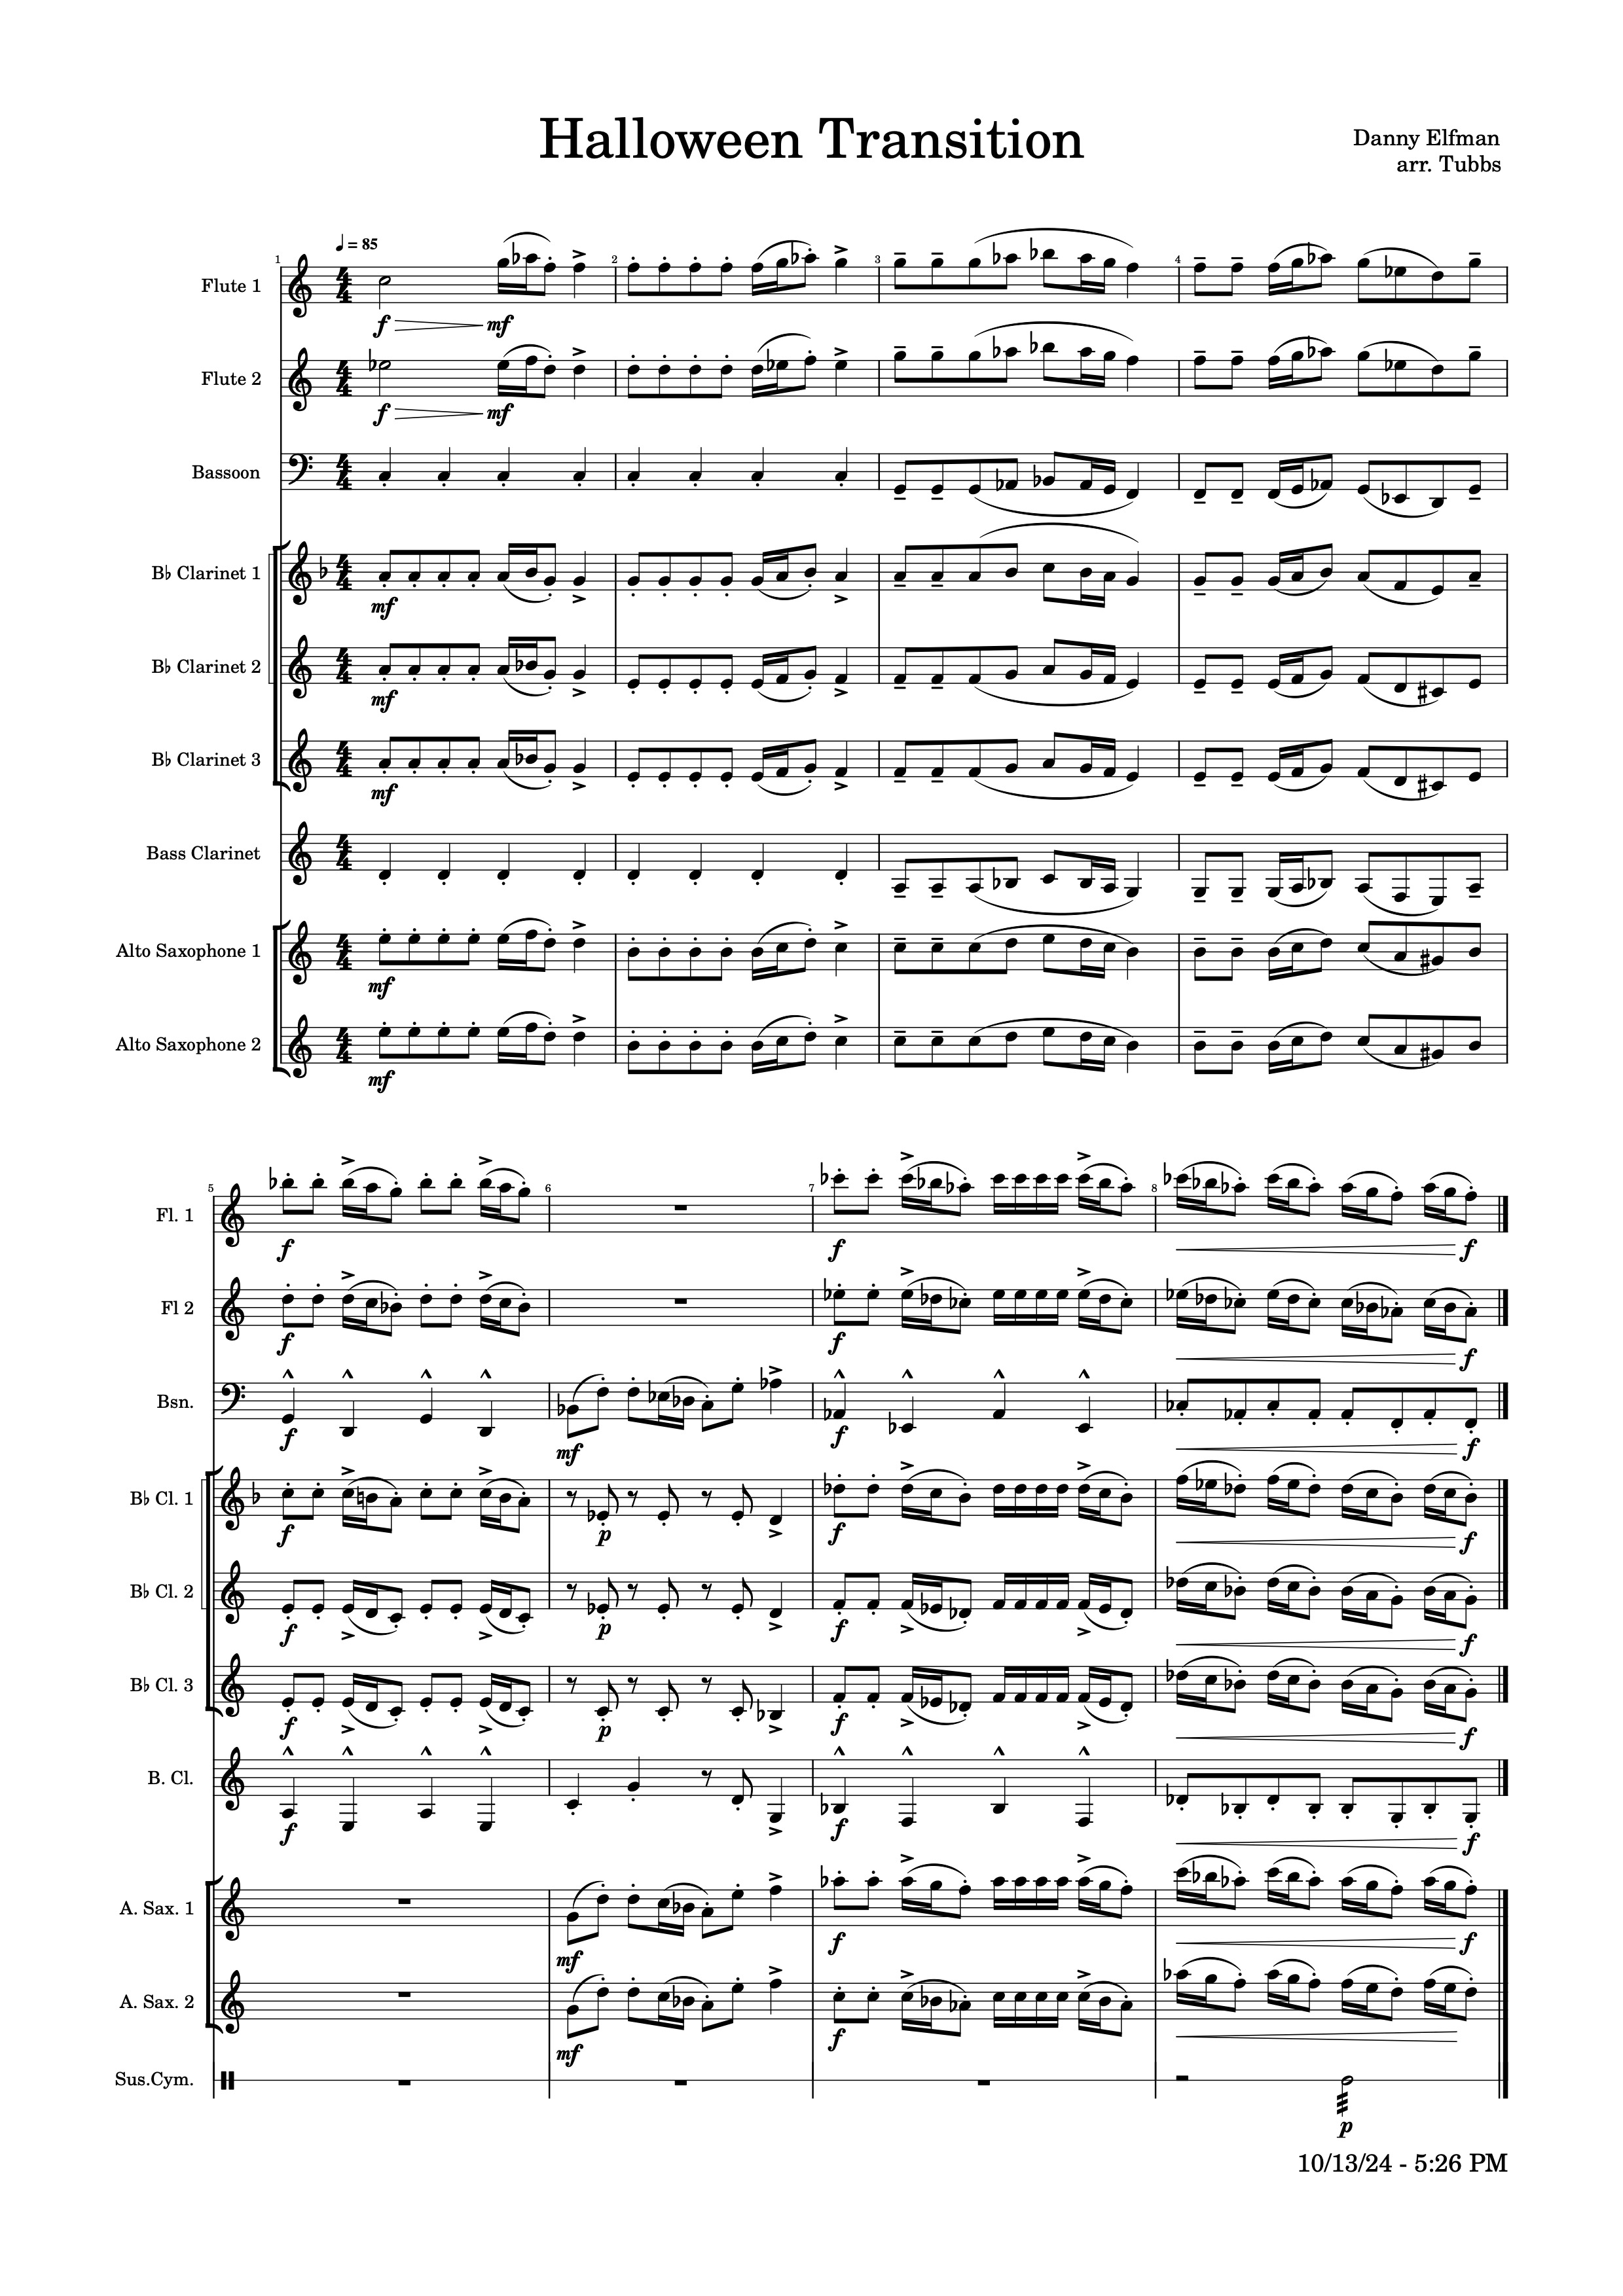 Halloween Transition
Danny Elfman
arr. Tubbs
♩ = 85
1 2 3 4
Flute 1
f mf
Flute 2
f mf
Bassoon
B♭ Clarinet 1
mf
B♭ Clarinet 2
mf
B♭ Clarinet 3
mf
Bass Clarinet
Alto Saxophone 1
mf
Alto Saxophone 2
mf
5 6 7 8
Fl. 1
f f f
Fl 2
f f f
Bsn.
f mf f f
B♭ Cl. 1
f p f f
B♭ Cl. 2
f p f f
B♭ Cl. 3
f p f f
B. Cl.
f f f
A. Sax. 1
mf f f
A. Sax. 2
mf f
Sus.Cym.
p
10/13/24 - 5:26 PM